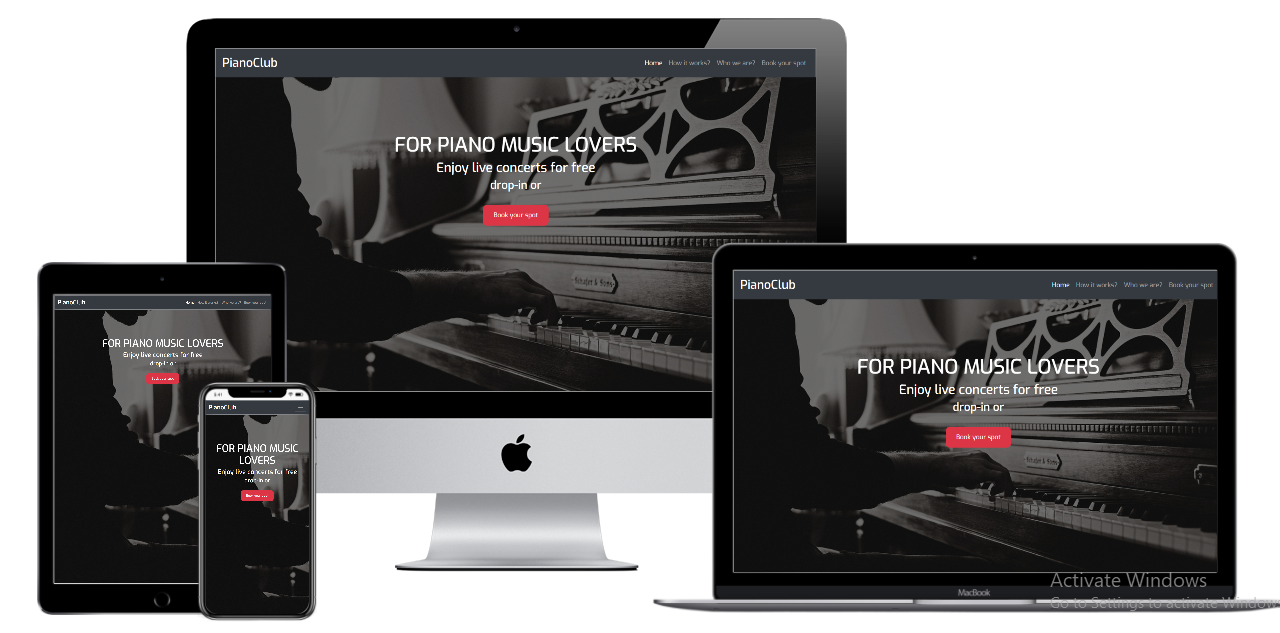 PianoClub
Home How it works? Who we are? Book your spot
FOR PIANO MUSIC LOVERS
Enjoy live concerts for free
drop-in or
Book your spot
PianoClub
Home How it works? Who we are? Book your spot
FOR PIANO MUSIC LOVERS
Enjoy live concerts for free
drop-in or
Book your spot
MacBook
PianoClub
Home
FOR PIANO MUSIC LOVERS
Enjoy live concerts for free
drop-in or
PianoClub
FOR PIANO MUSIC
LOVERS
Enjoy live concerts for free
drop-in or
Activate Windows
Go to Settings to activate Windows